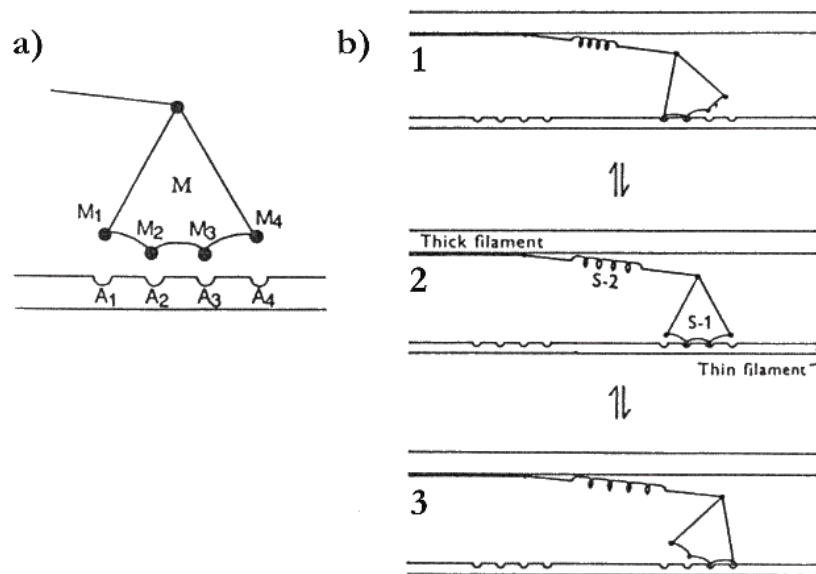 a)
M
M1
M2
M3
M4
A1
A2
A3
A4
b)
1
Thick filament
2
S-2
S-1
Thin filament
3